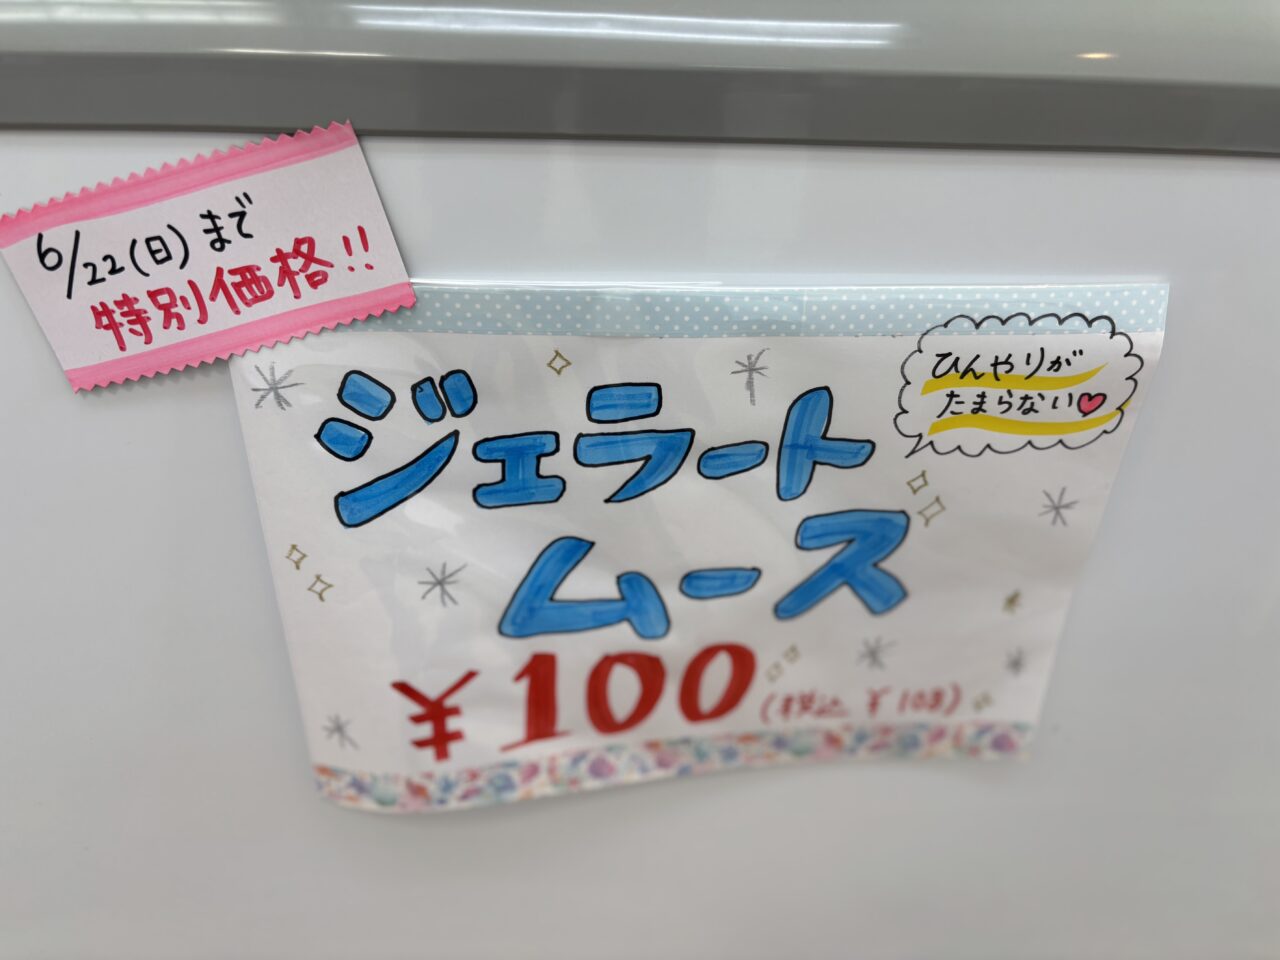 6/22(日)まで
特別価格!!
ひんやりが
たまらない♥
ジェラート
ムース
¥100(税込 ¥108)